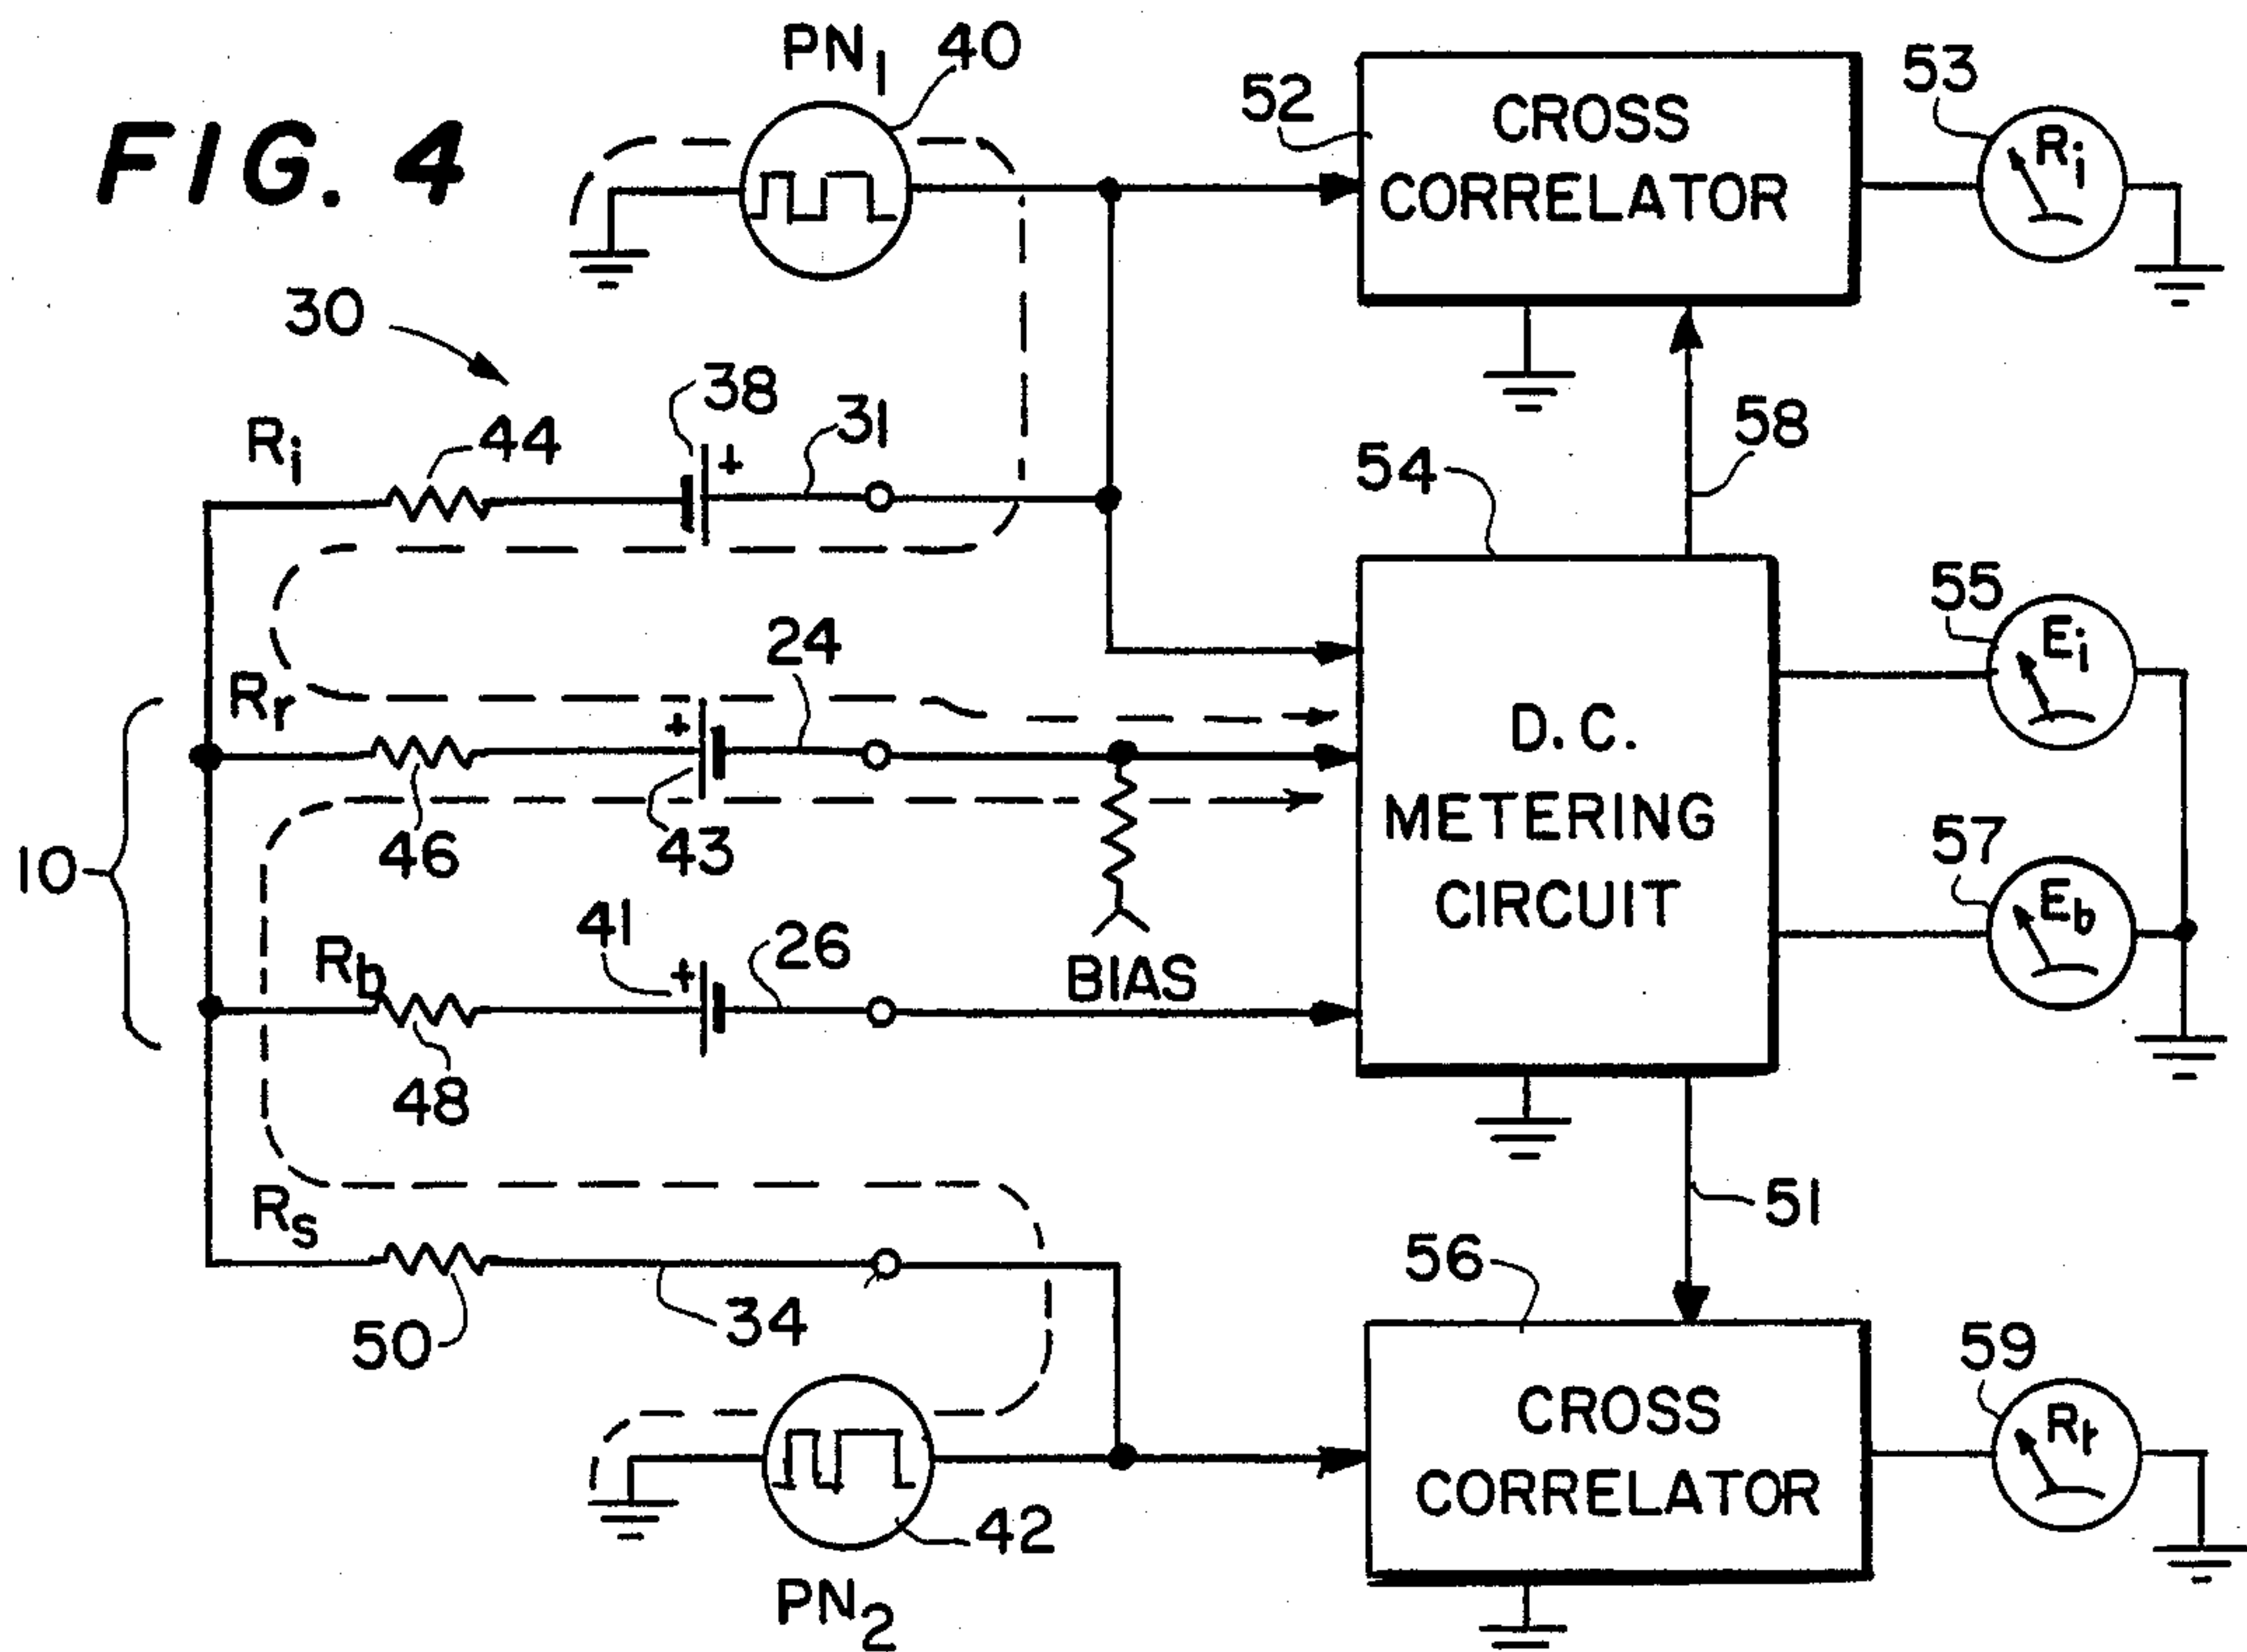 FIG. 4
PN1
40
52
CROSS
CORRELATOR
53
Ri
30
38
+
31
Ri
44
58
54
55
Ei
24
Rr
+
10
46
43
D.C.
METERING
CIRCUIT
57
Eb
41
+
26
Rb
BIAS
48
Rs
51
56
50
34
59
CROSS
CORRELATOR
Rt
42
PN2